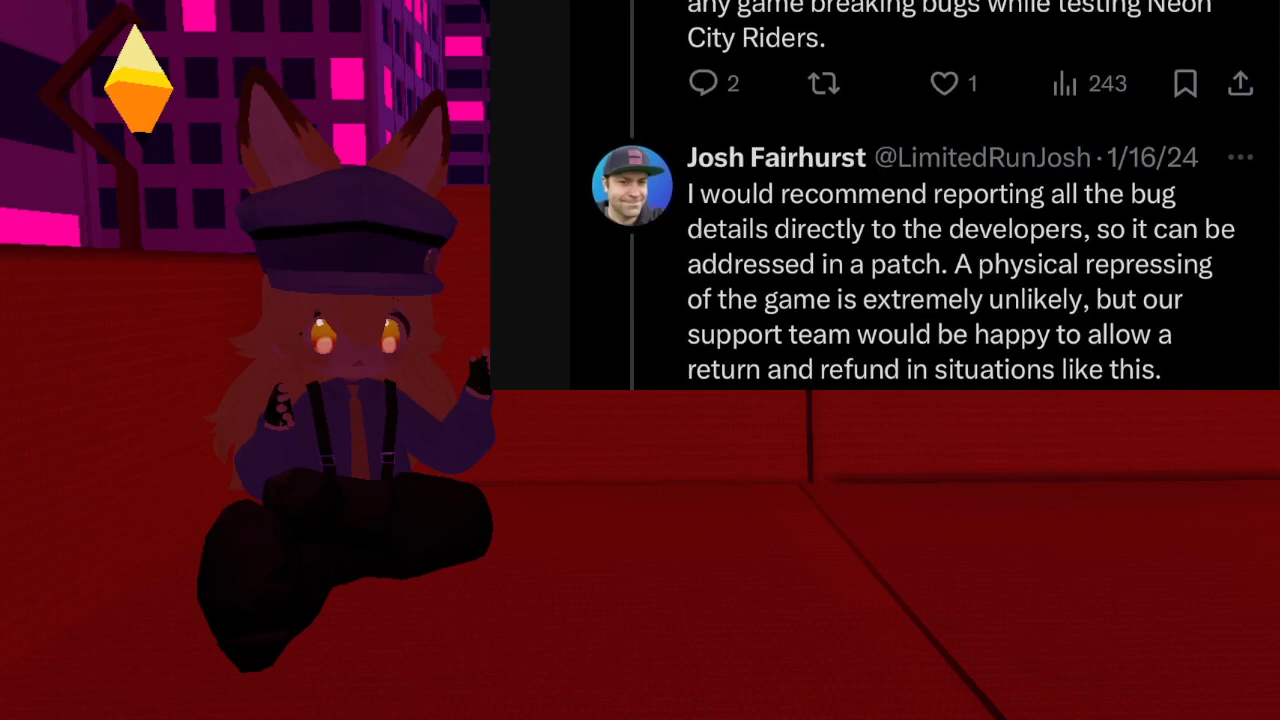 any game breaking bugs while testing Neon
City Riders.
2 1 243
Josh Fairhurst @LimitedRunJosh · 1/16/24
I would recommend reporting all the bug
details directly to the developers, so it can be
addressed in a patch. A physical repressing
of the game is extremely unlikely, but our
support team would be happy to allow a
return and refund in situations like this.